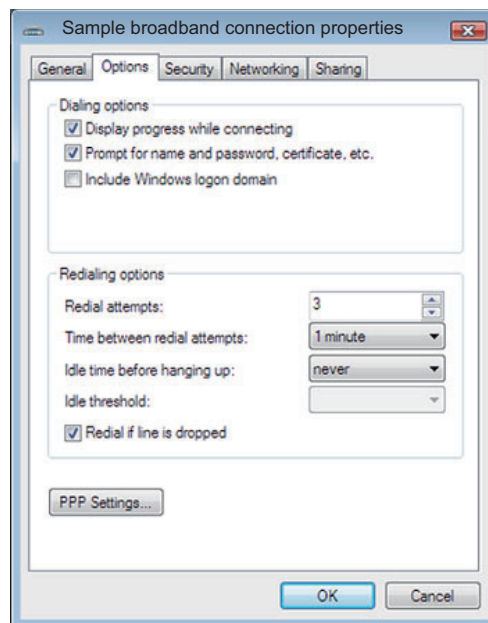 Sample broadband connection properties
General Options Security Networking Sharing
Dialing options
Display progress while connecting
Prompt for name and password, certificate, etc.
Include Windows logon domain
Redialing options
Redial attempts: 3
Time between redial attempts: 1 minute
Idle time before hanging up: never
Idle threshold:
Redial if line is dropped
PPP Settings...
OK Cancel